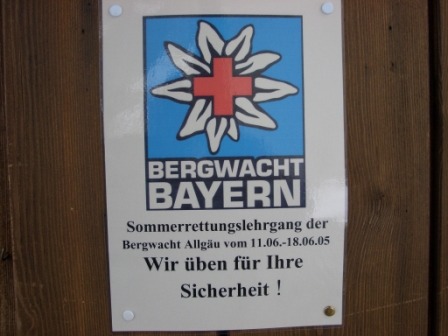 BERGWACHT
BAYERN
Sommerrettungslehrgang der
Bergwacht Allgäu vom 11.06.-18.06.05
Wir üben für Ihre
Sicherheit !